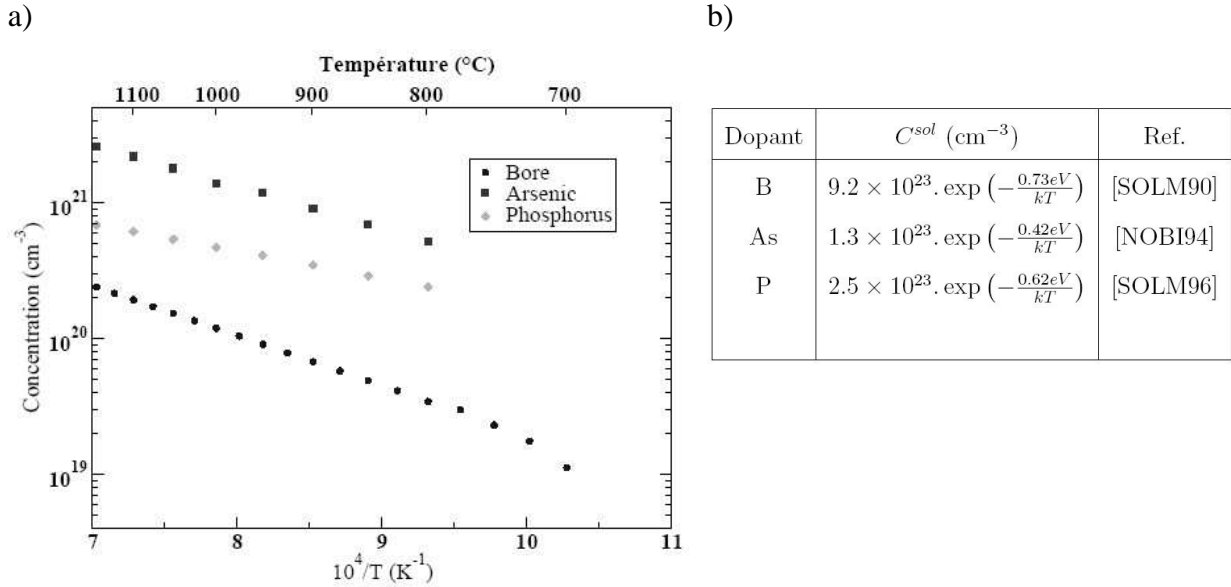 a)
b)
Température (°C)
1100 1000 900 800 700
Bore
Arsenic
Phosphorus
10^21
10^20
10^19
Concentration (cm^-3)
7 8 9 10 11
10^4/T (K^-1)
Dopant C^sol (cm^−3) Ref.
B 9.2 × 10^23. exp (−0.73eV/kT) [SOLM90]
As 1.3 × 10^23. exp (−0.42eV/kT) [NOBI94]
P 2.5 × 10^23. exp (−0.62eV/kT) [SOLM96]